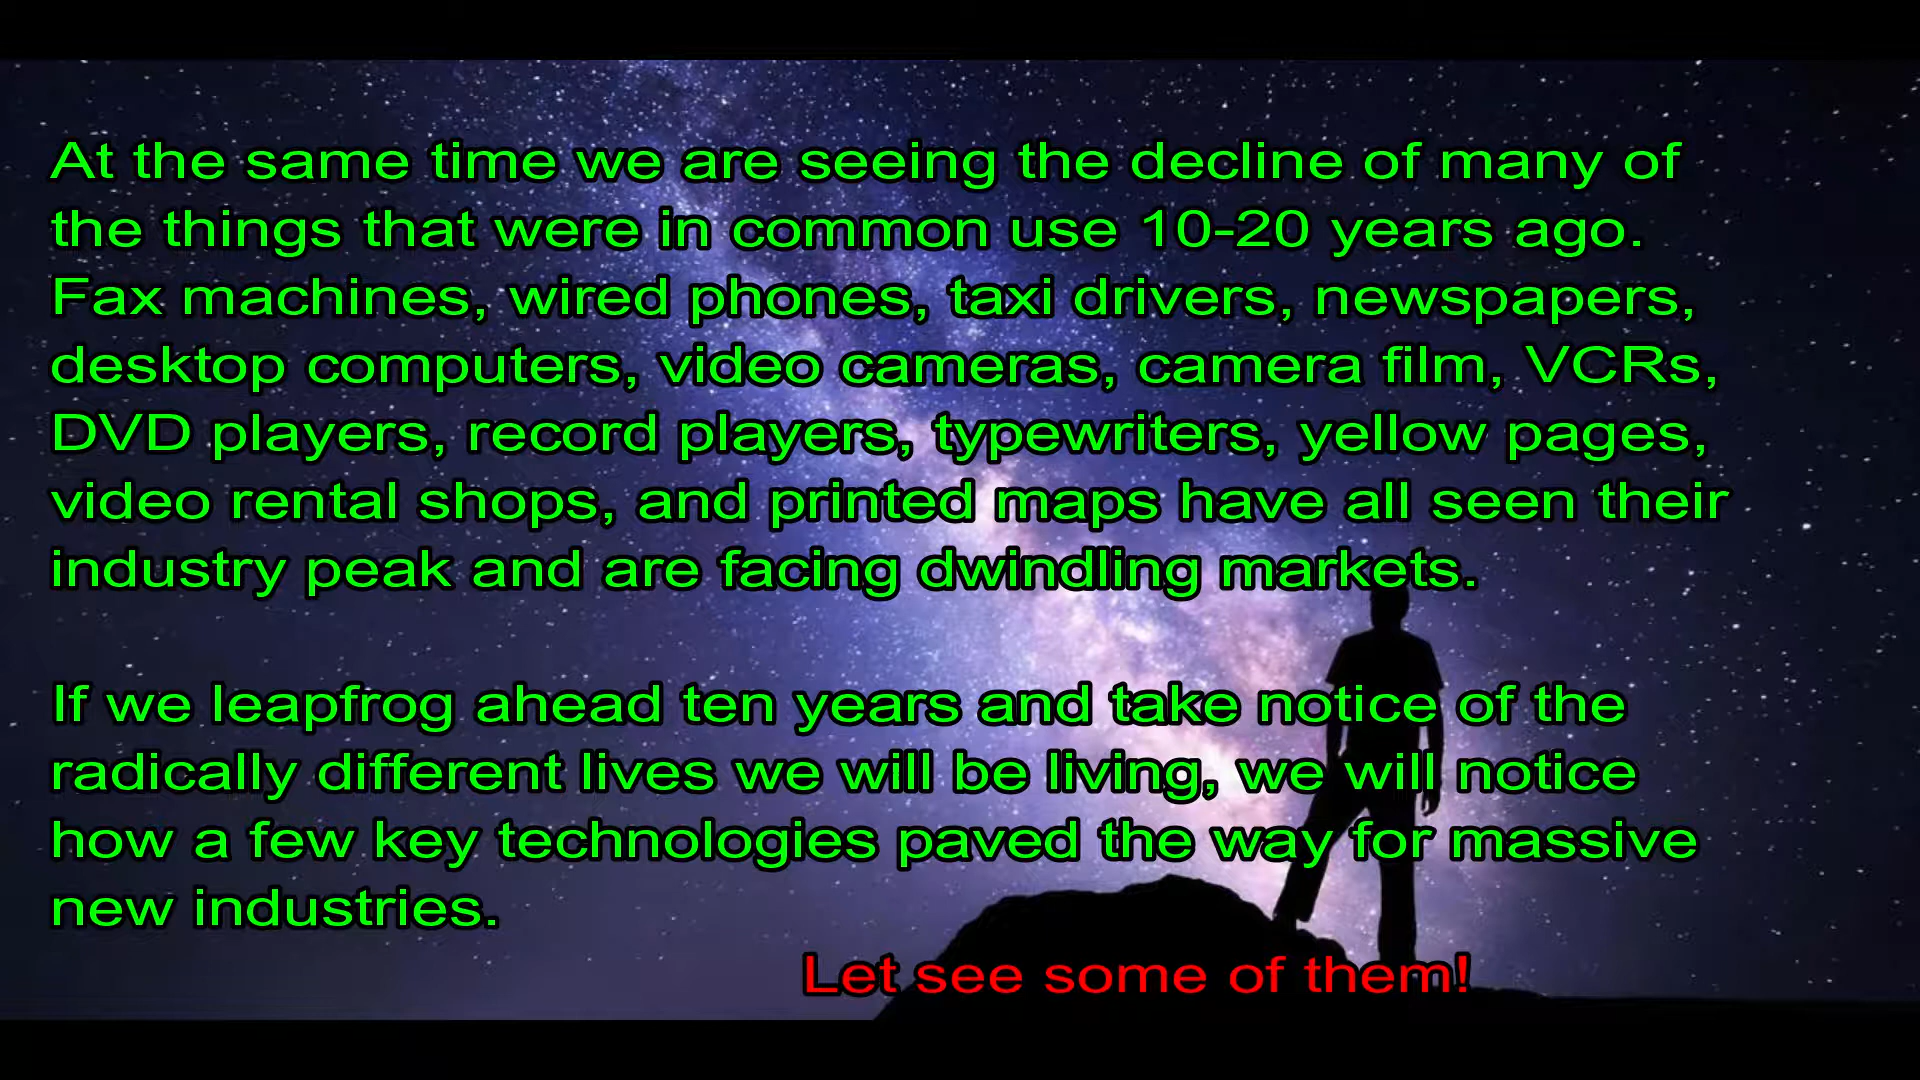 At the same time we are seeing the decline of many of
the things that were in common use 10-20 years ago.
Fax machines, wired phones, taxi drivers, newspapers,
desktop computers, video cameras, camera film, VCRs,
DVD players, record players, typewriters, yellow pages,
video rental shops, and printed maps have all seen their
industry peak and are facing dwindling markets.
If we leapfrog ahead ten years and take notice of the
radically different lives we will be living, we will notice
how a few key technologies paved the way for massive
new industries.
Let see some of them!